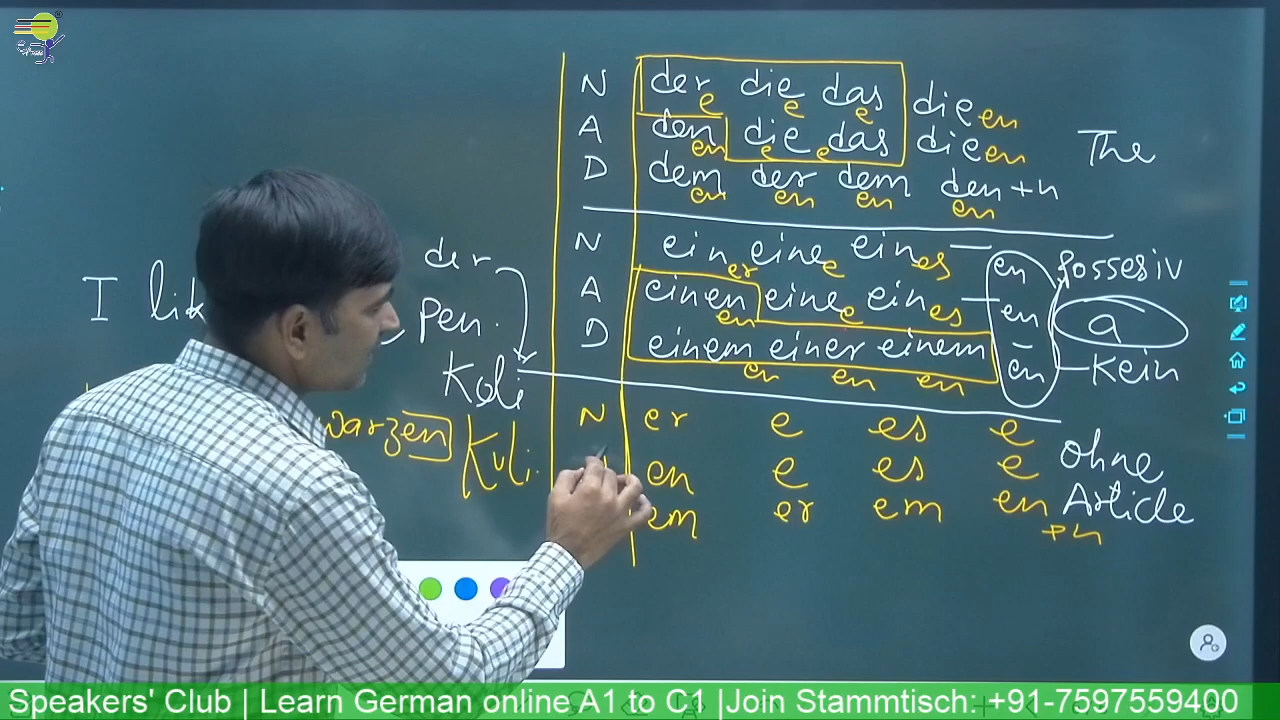 N der die das die en
e e e
A den die das die en The
en e e
D dem der dem den + n
en en en en
N ein eine ein — en Possesiv
er e es
A einen eine ein — en a
en e es
D einem einer einem en Kein
en en en
I lik
der
pen.
Koli
warzen Kuli.
N er e es e ohne
en e es e
em er em en Article
+n
Speakers' Club | Learn German online A1 to C1 |Join Stammtisch: +91-7597559400